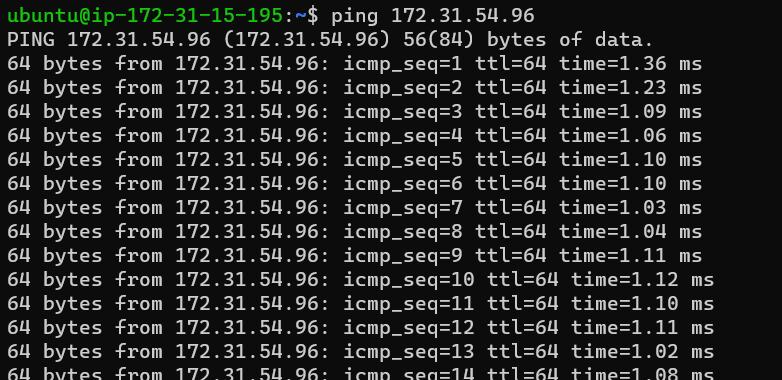 ubuntu@ip-172-31-15-195:~$ ping 172.31.54.96
PING 172.31.54.96 (172.31.54.96) 56(84) bytes of data.
64 bytes from 172.31.54.96: icmp_seq=1 ttl=64 time=1.36 ms
64 bytes from 172.31.54.96: icmp_seq=2 ttl=64 time=1.23 ms
64 bytes from 172.31.54.96: icmp_seq=3 ttl=64 time=1.09 ms
64 bytes from 172.31.54.96: icmp_seq=4 ttl=64 time=1.06 ms
64 bytes from 172.31.54.96: icmp_seq=5 ttl=64 time=1.10 ms
64 bytes from 172.31.54.96: icmp_seq=6 ttl=64 time=1.10 ms
64 bytes from 172.31.54.96: icmp_seq=7 ttl=64 time=1.03 ms
64 bytes from 172.31.54.96: icmp_seq=8 ttl=64 time=1.04 ms
64 bytes from 172.31.54.96: icmp_seq=9 ttl=64 time=1.11 ms
64 bytes from 172.31.54.96: icmp_seq=10 ttl=64 time=1.12 ms
64 bytes from 172.31.54.96: icmp_seq=11 ttl=64 time=1.10 ms
64 bytes from 172.31.54.96: icmp_seq=12 ttl=64 time=1.11 ms
64 bytes from 172.31.54.96: icmp_seq=13 ttl=64 time=1.02 ms
64 bytes from 172.31.54.96: icmp_seq=14 ttl=64 time=1.08 ms